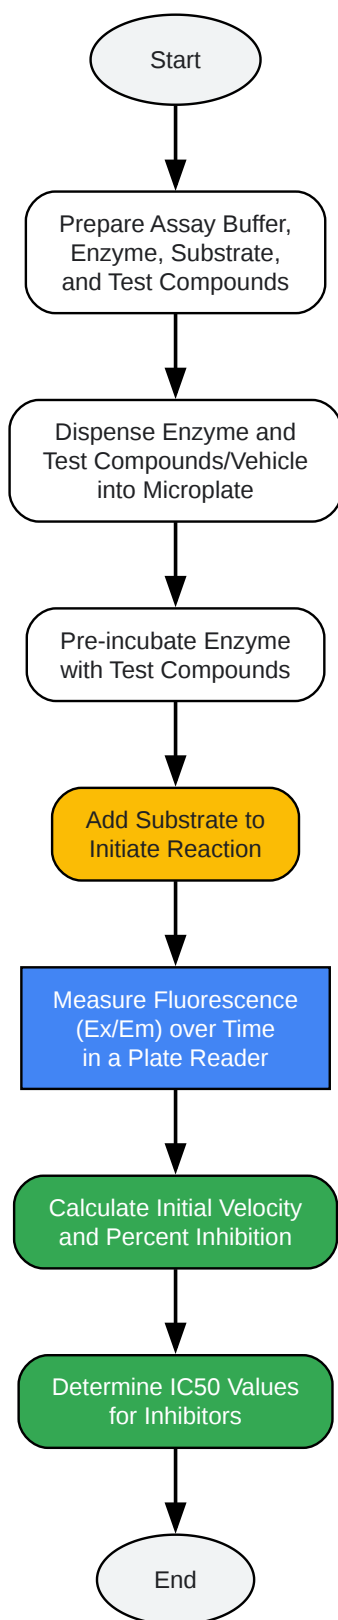 Start
Prepare Assay Buffer,
Enzyme, Substrate,
and Test Compounds
Dispense Enzyme and
Test Compounds/Vehicle
into Microplate
Pre-incubate Enzyme
with Test Compounds
Add Substrate to
Initiate Reaction
Measure Fluorescence
(Ex/Em) over Time
in a Plate Reader
Calculate Initial Velocity
and Percent Inhibition
Determine IC50 Values
for Inhibitors
End